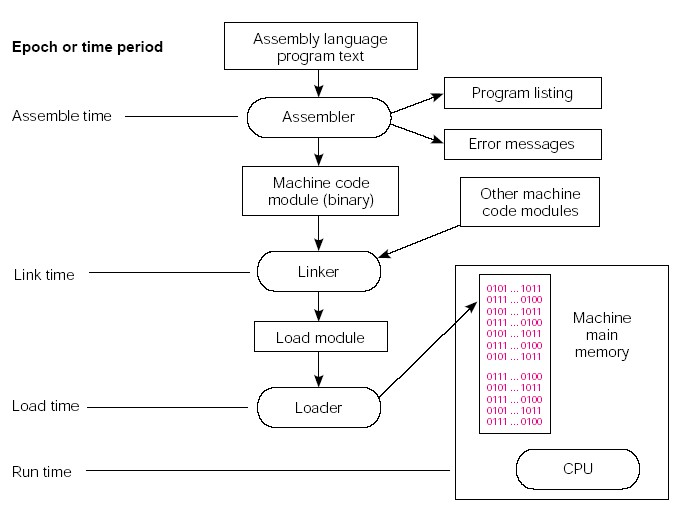 Epoch or time period
Assembly language
program text
Assemble time
Assembler
Program listing
Error messages
Machine code
module (binary)
Other machine
code modules
Link time
Linker
Load module
Load time
Loader
0101 ... 1011
0111 ... 0100
0101 ... 1011
0111 ... 0100
0101 ... 1011
0111 ... 0100
0101 ... 1011
0111 ... 0100
0101 ... 1011
0111 ... 0100
0101 ... 1011
0111 ... 0100
Machine
main
memory
Run time
CPU